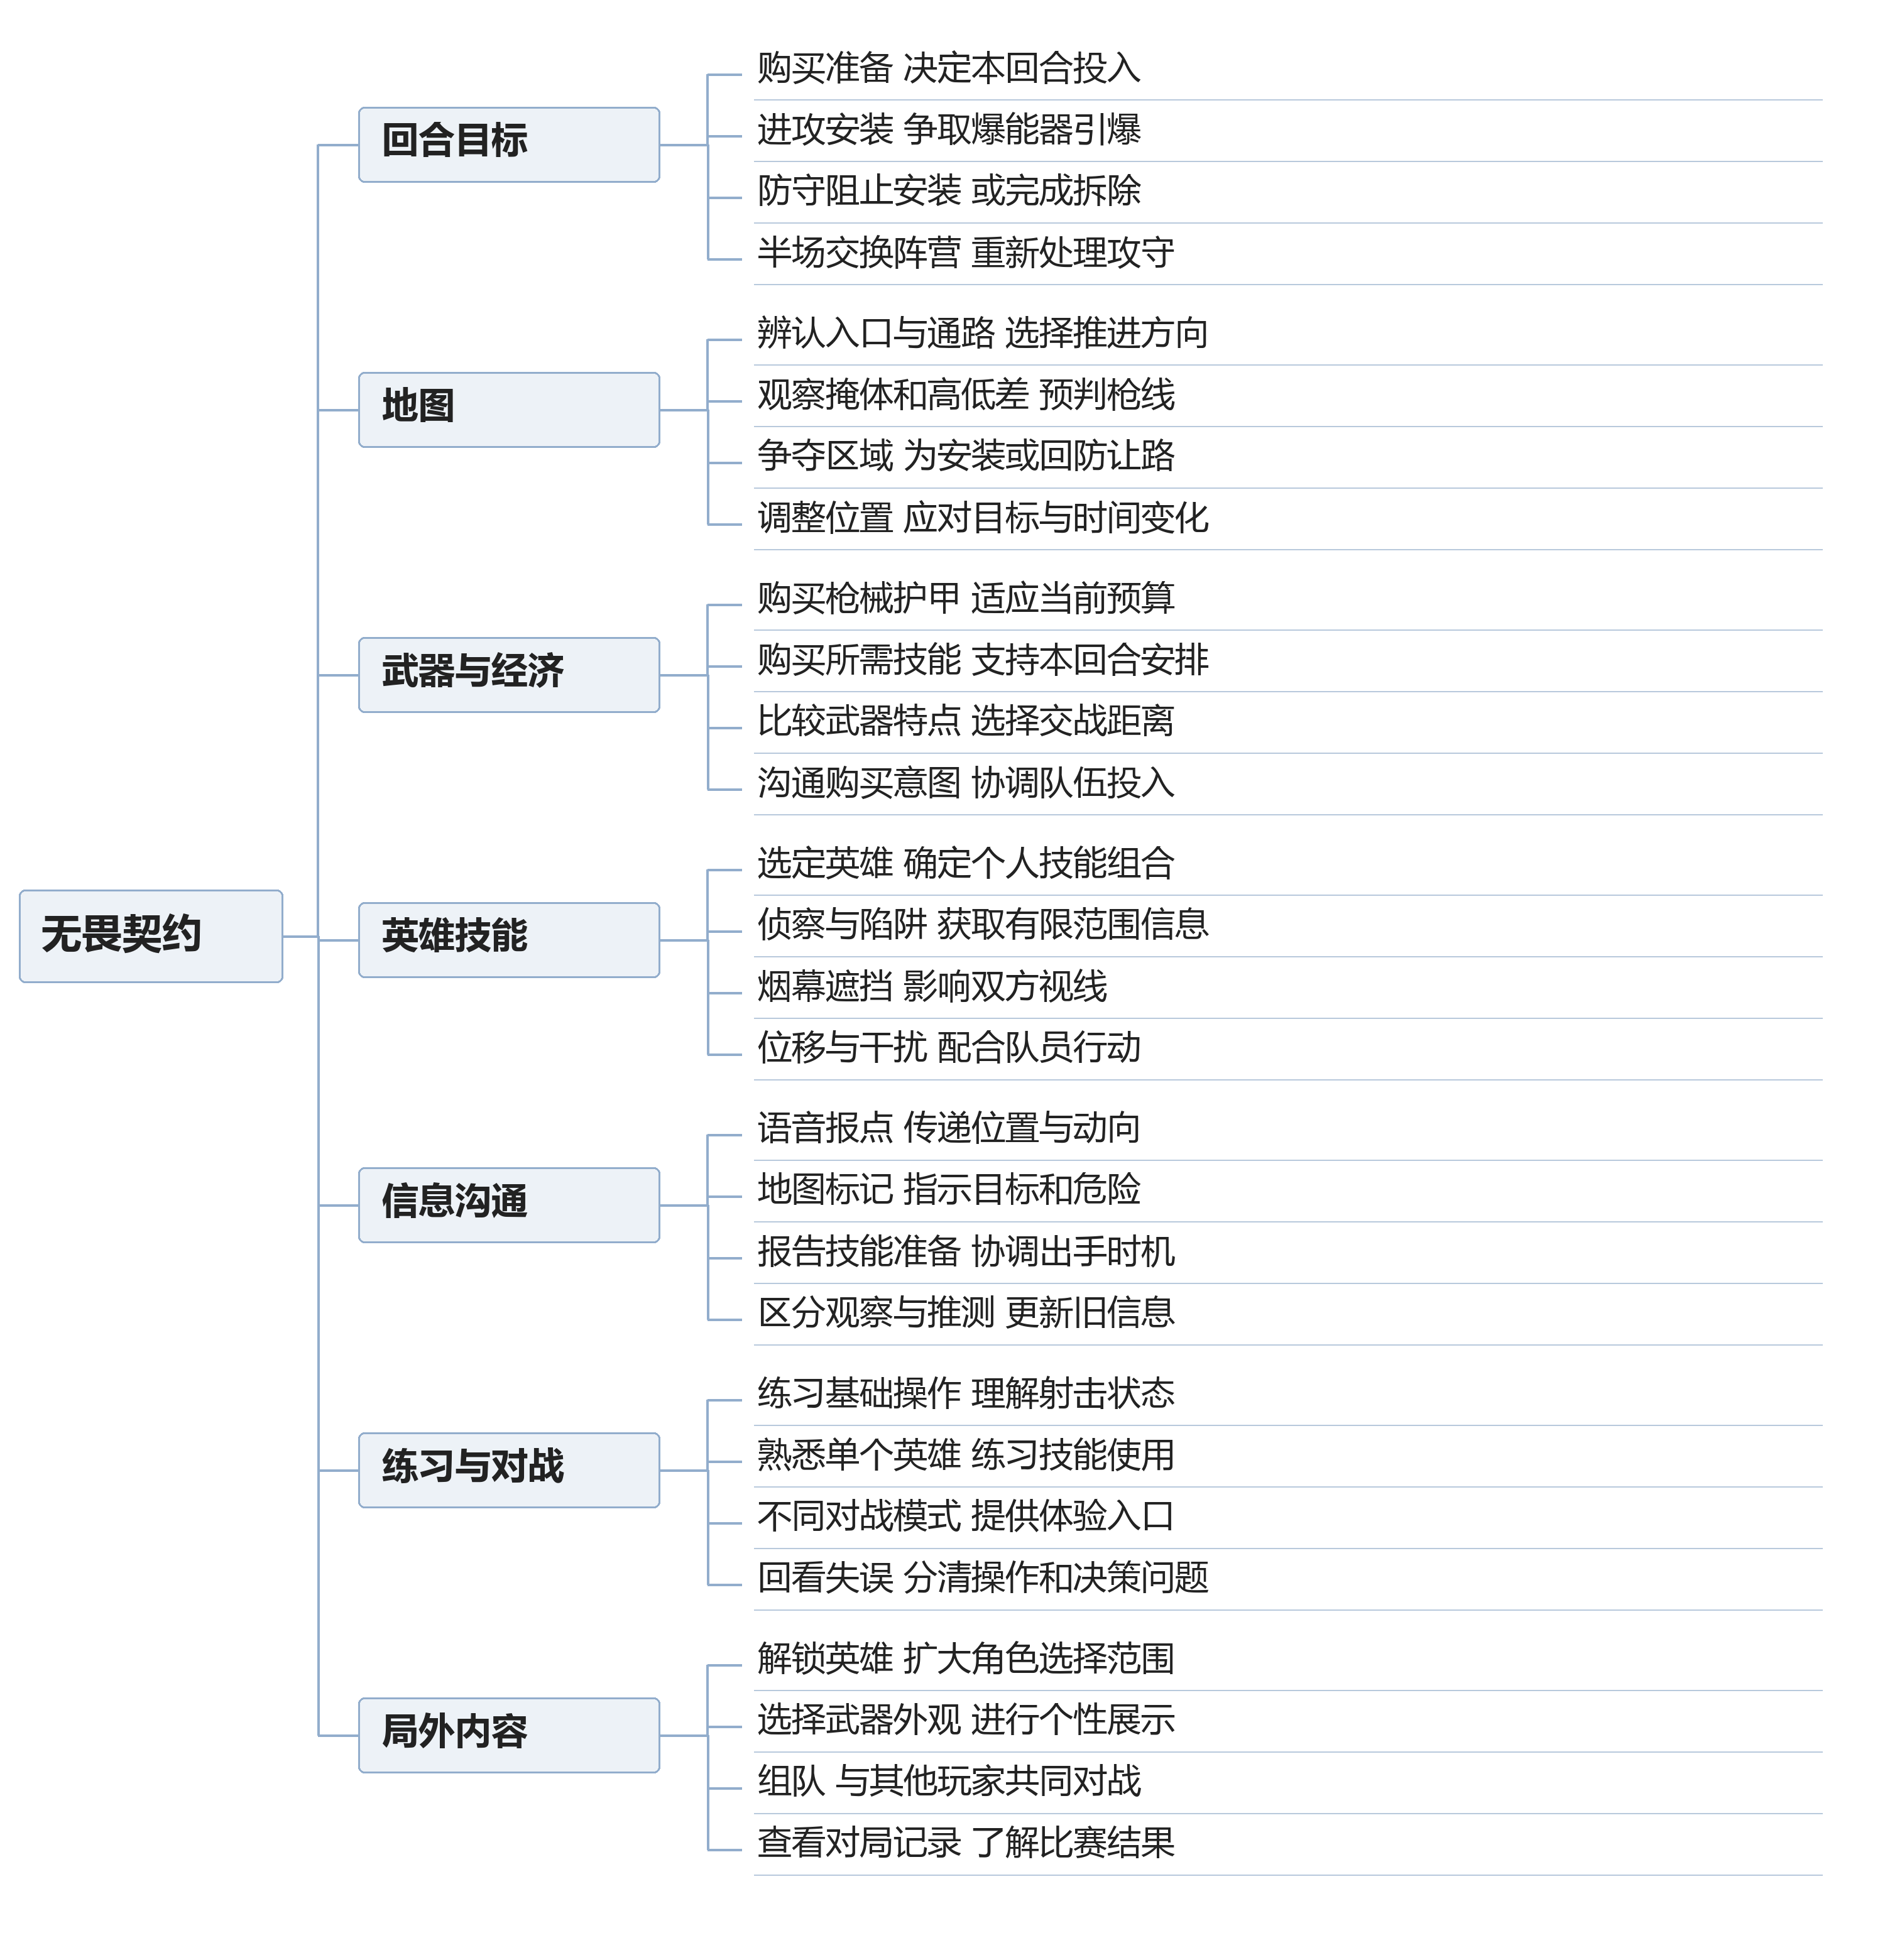 无畏契约
回合目标
购买准备 决定本回合投入
进攻安装 争取爆能器引爆
防守阻止安装 或完成拆除
半场交换阵营 重新处理攻守
地图
辨认入口与通路 选择推进方向
观察掩体和高低差 预判枪线
争夺区域 为安装或回防让路
调整位置 应对目标与时间变化
武器与经济
购买枪械护甲 适应当前预算
购买所需技能 支持本回合安排
比较武器特点 选择交战距离
沟通购买意图 协调队伍投入
英雄技能
选定英雄 确定个人技能组合
侦察与陷阱 获取有限范围信息
烟幕遮挡 影响双方视线
位移与干扰 配合队员行动
信息沟通
语音报点 传递位置与动向
地图标记 指示目标和危险
报告技能准备 协调出手时机
区分观察与推测 更新旧信息
练习与对战
练习基础操作 理解射击状态
熟悉单个英雄 练习技能使用
不同对战模式 提供体验入口
回看失误 分清操作和决策问题
局外内容
解锁英雄 扩大角色选择范围
选择武器外观 进行个性展示
组队 与其他玩家共同对战
查看对局记录 了解比赛结果